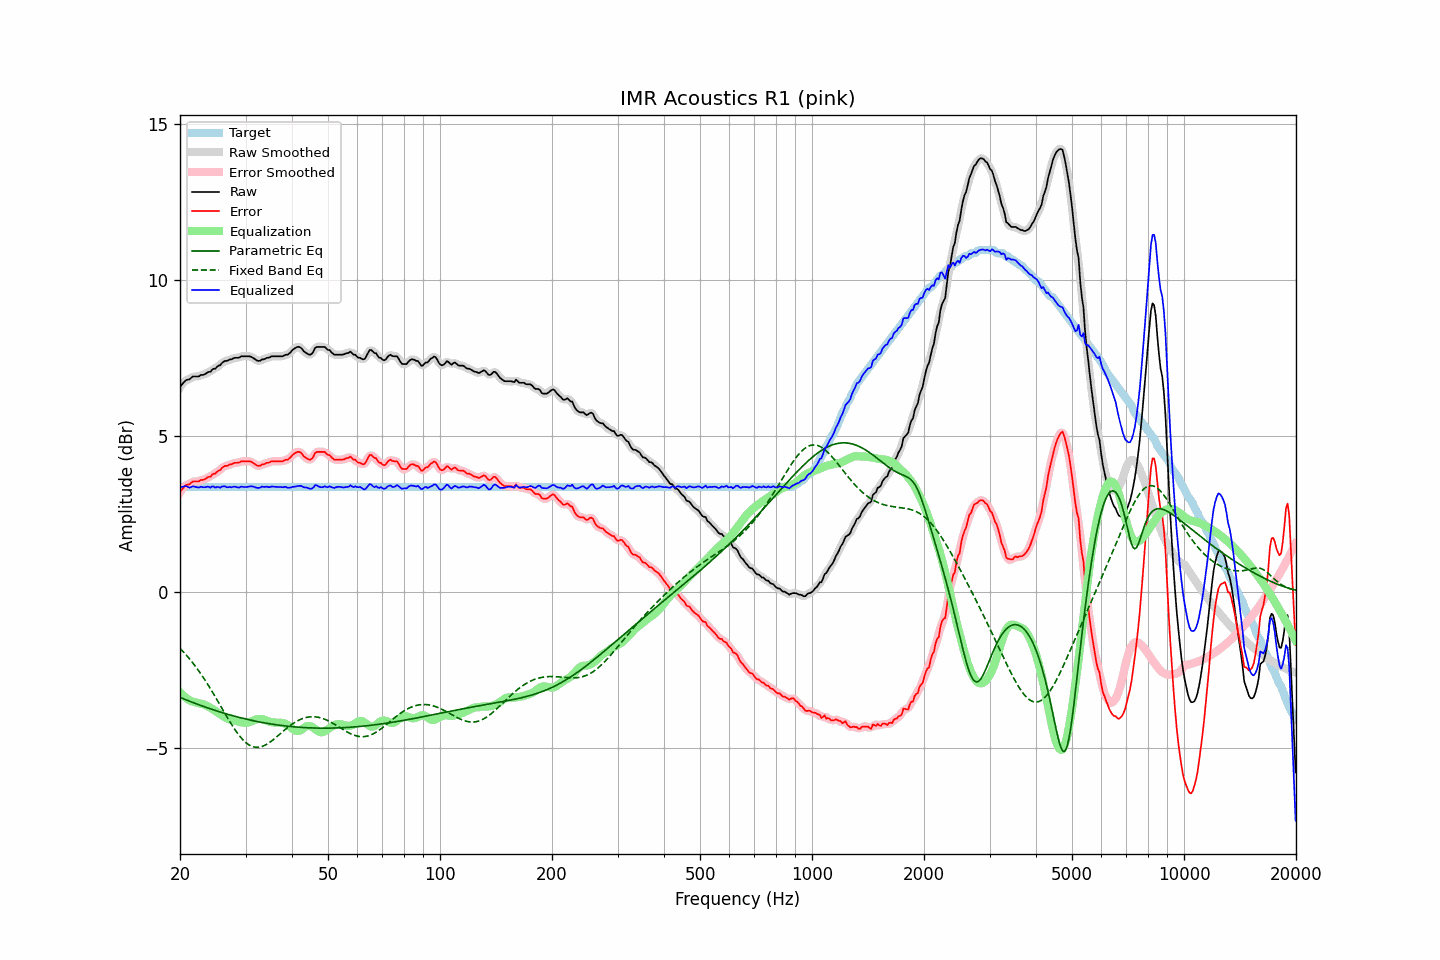 IMR Acoustics R1 (pink)
Target
Raw Smoothed
Error Smoothed
Raw
Error
Equalization
Parametric Eq
Fixed Band Eq
Equalized
Amplitude (dBr)
15
10
5
0
−5
20 50 100 200 500 1000 2000 5000 10000 20000
Frequency (Hz)